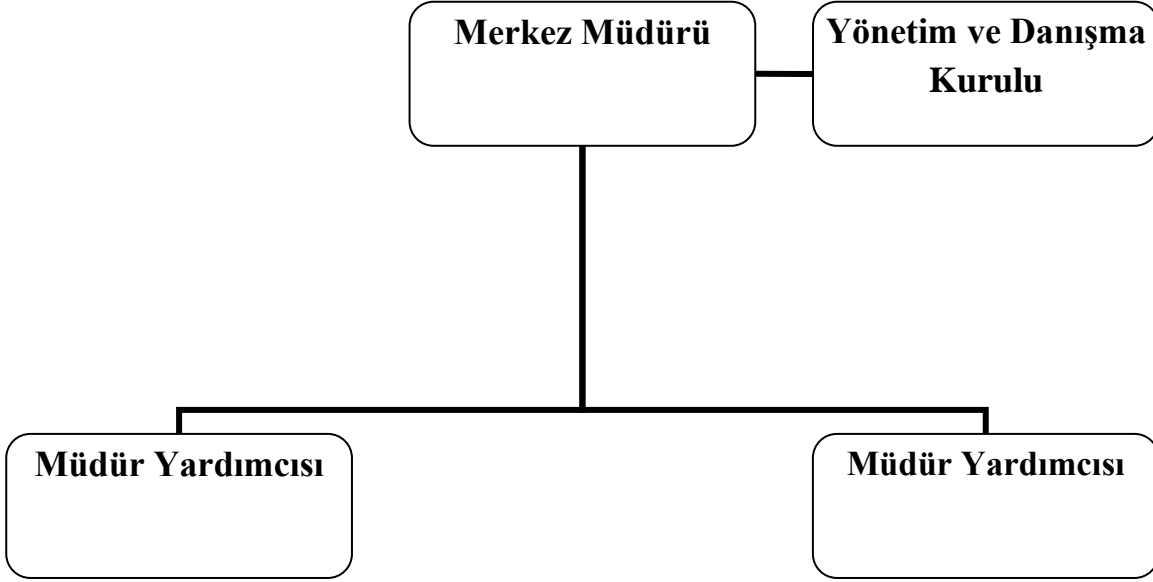 Merkez Müdürü
Yönetim ve Danışma
Kurulu
Müdür Yardımcısı
Müdür Yardımcısı